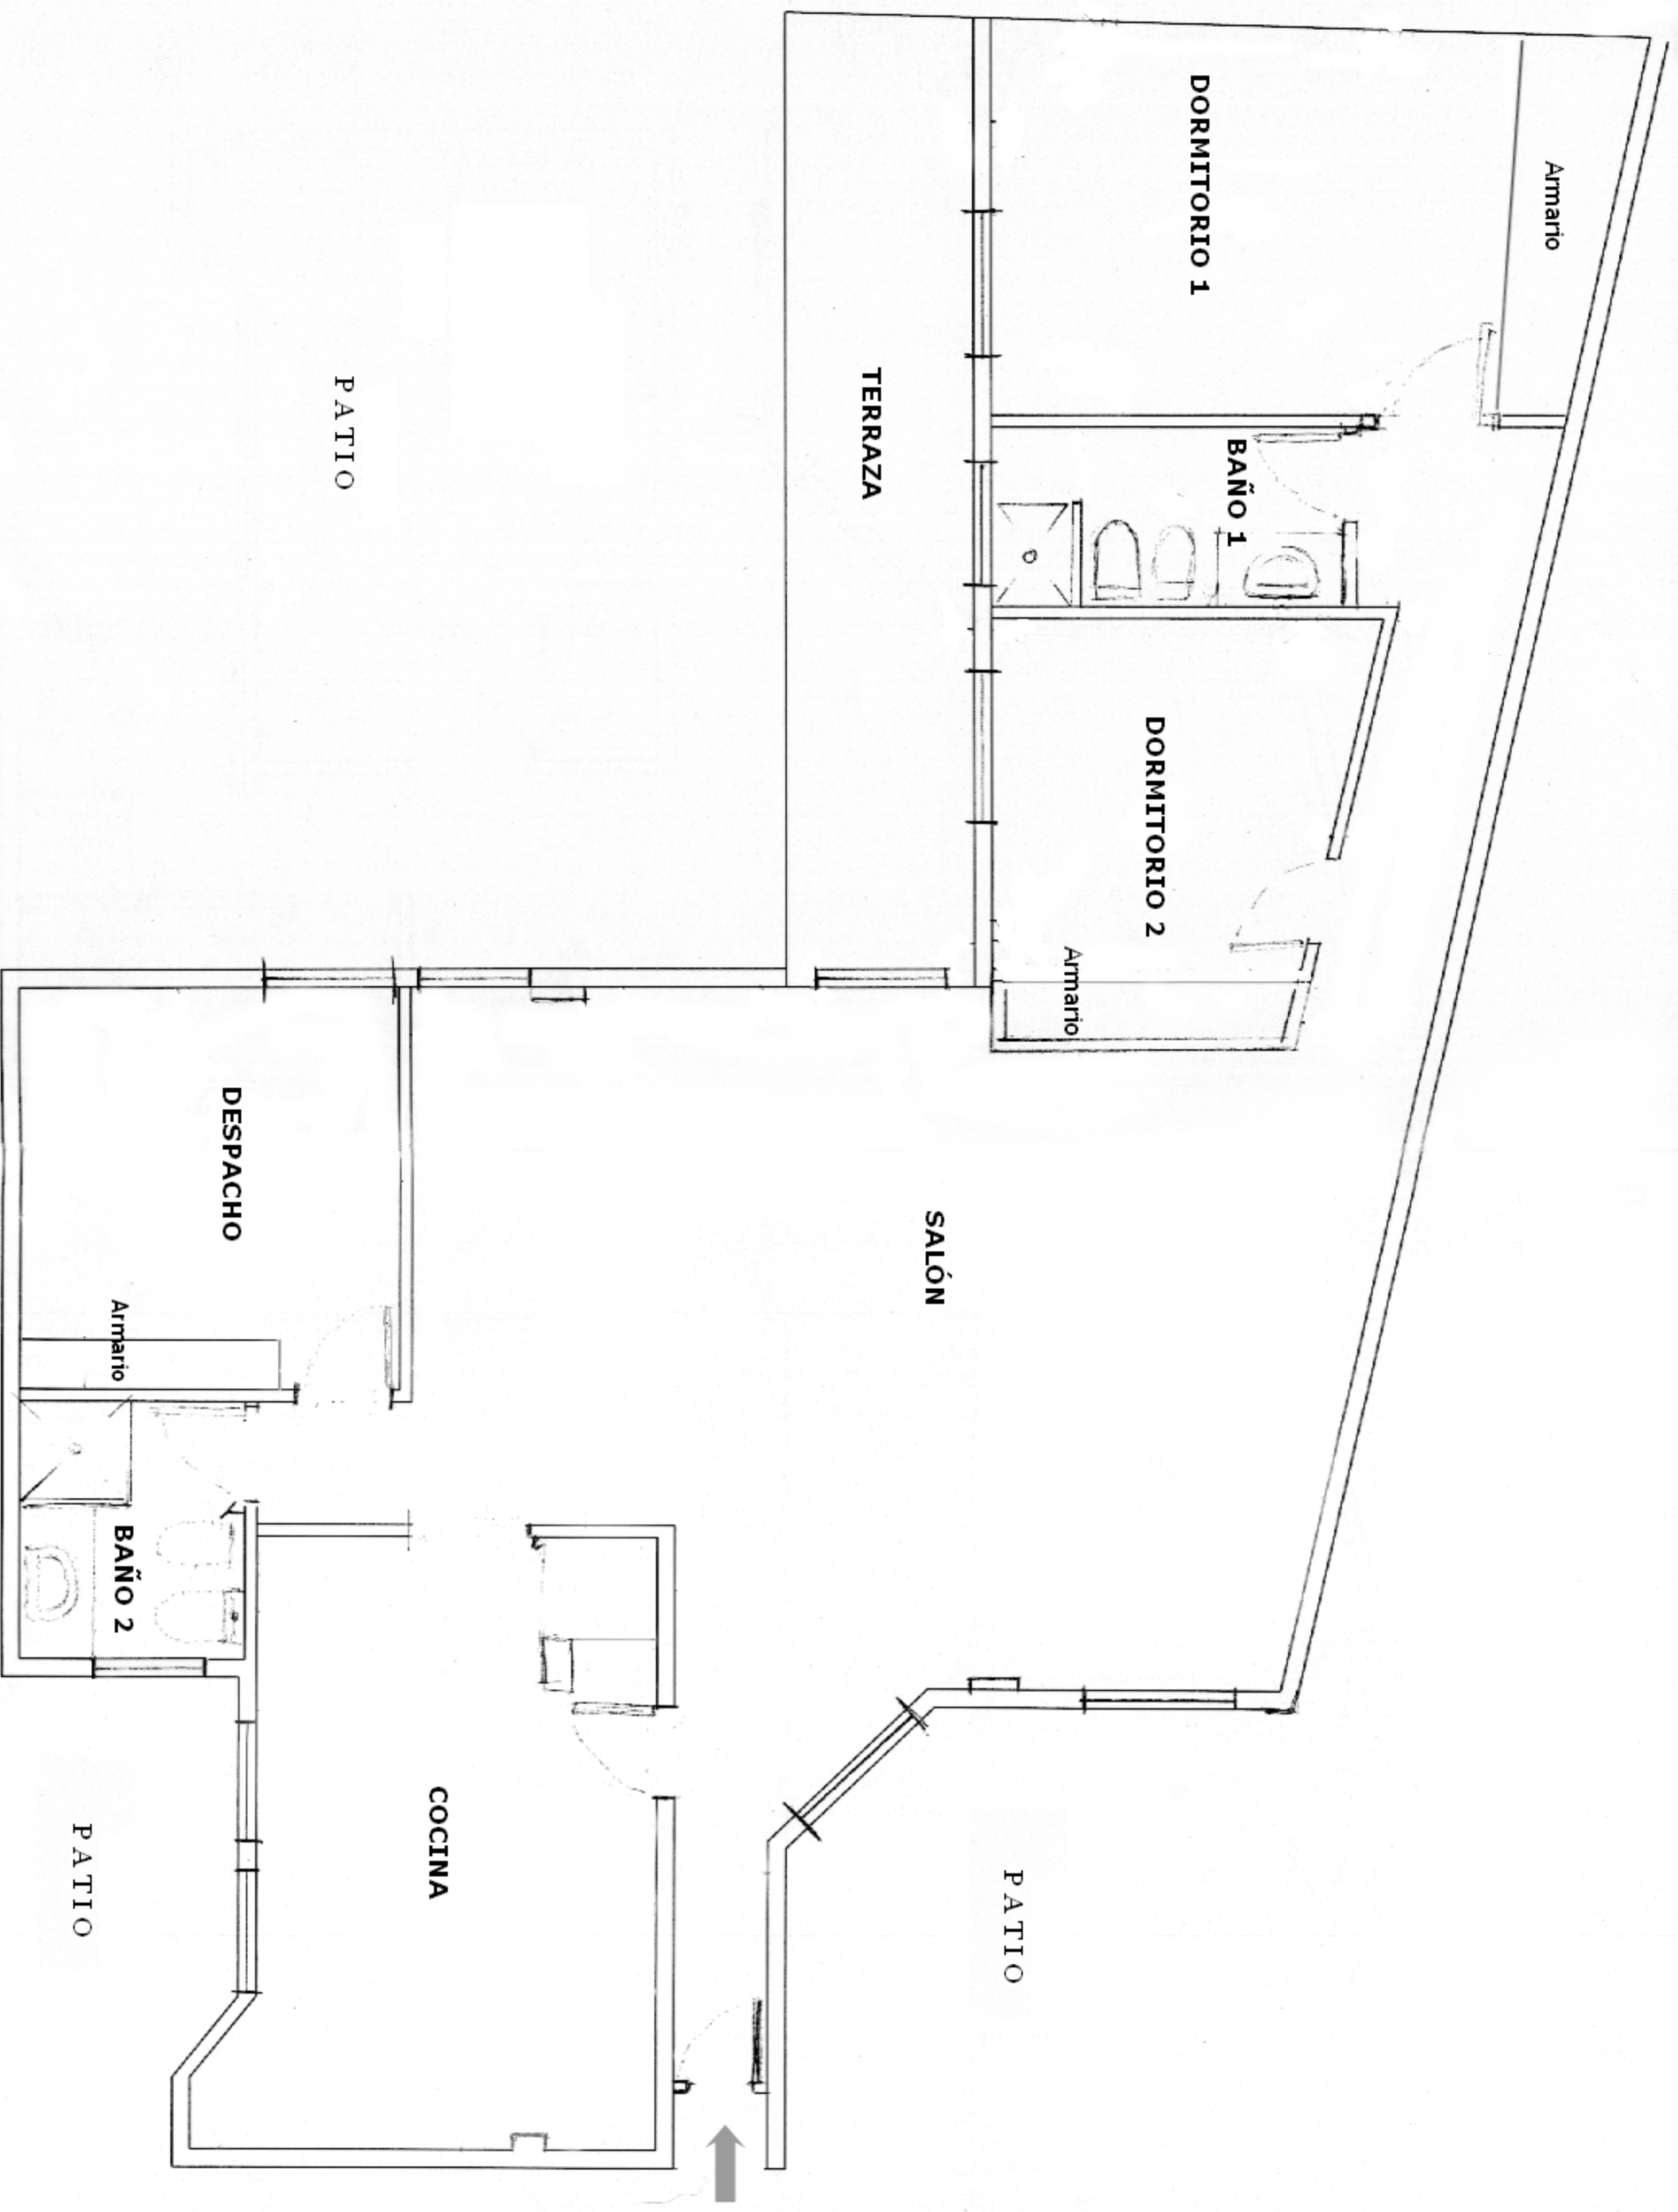 Armario
DORMITORIO 1
BAÑO 1
DORMITORIO 2
Armario
TERRAZA
PATIO
SALÓN
DESPACHO
Armario
BAÑO 2
COCINA
PATIO
PATIO